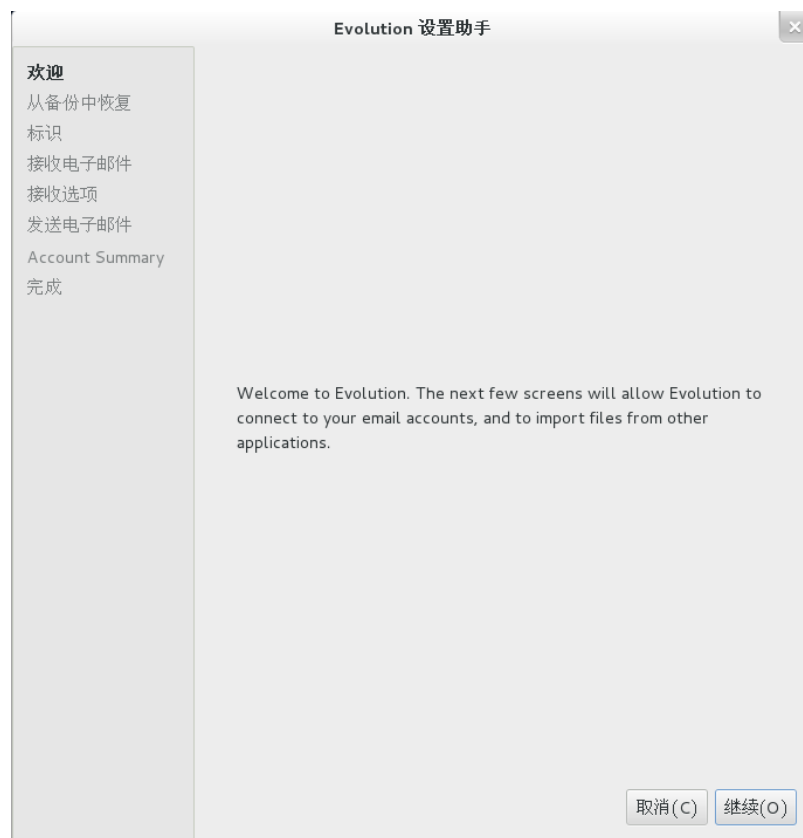 Evolution 设置助手
欢迎
从备份中恢复
标识
接收电子邮件
接收选项
发送电子邮件
Account Summary
完成
Welcome to Evolution. The next few screens will allow Evolution to
connect to your email accounts, and to import files from other
applications.
取消(C) 继续(O)